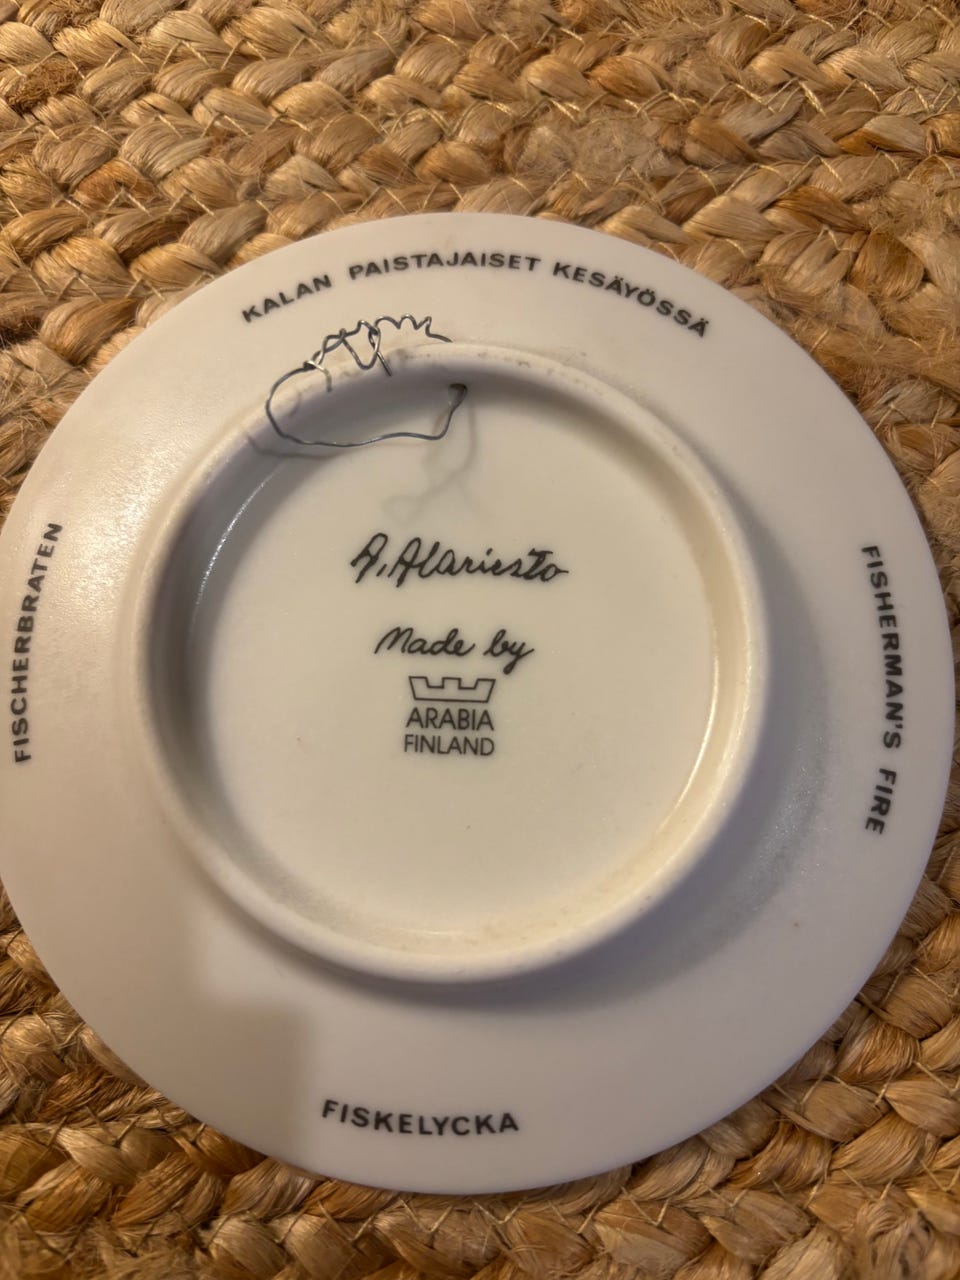 KALAN PAISTAJAISET KESÄYÖSSÄ
FISCHERBRATEN
A. Alariesto
Made by
ARABIA
FINLAND
FISHERMAN'S FIRE
FISKELYCKA